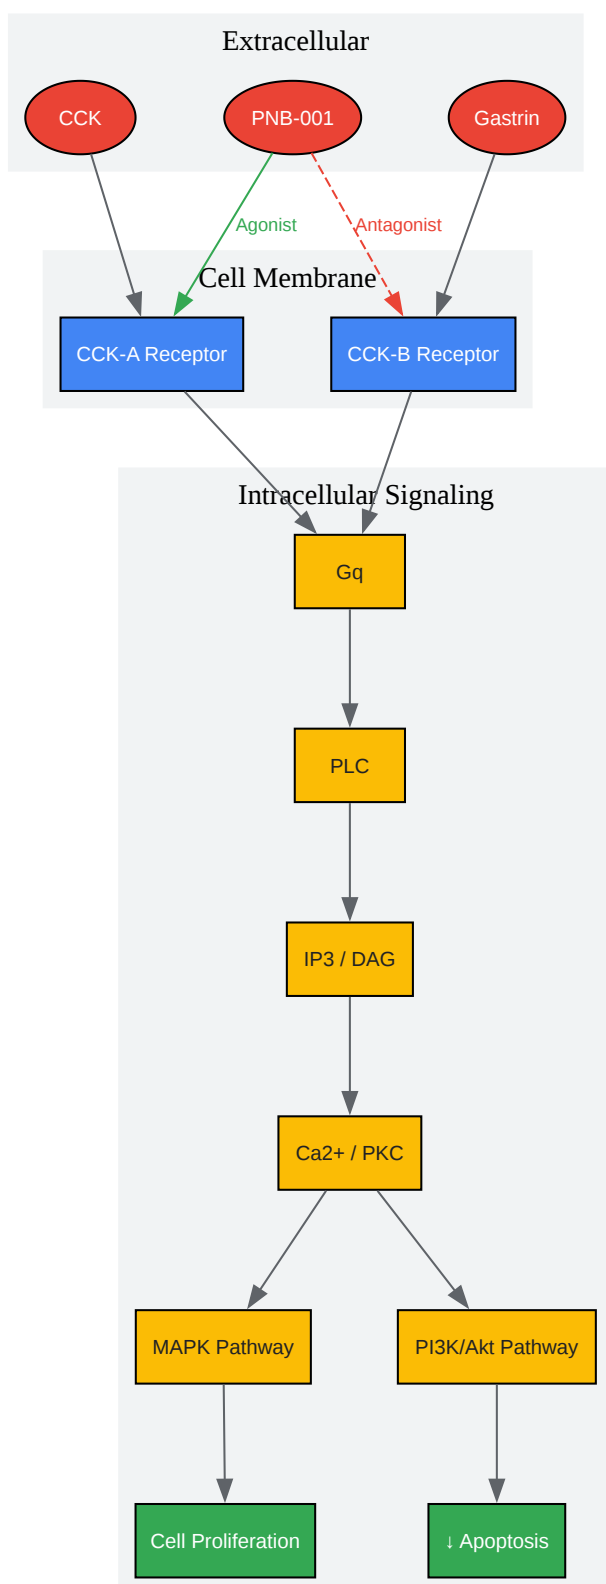 Extracellular
CCK
PNB-001
Gastrin
Agonist
Antagonist
Cell Membrane
CCK-A Receptor
CCK-B Receptor
Intracellular Signaling
Gq
PLC
IP3 / DAG
Ca2+ / PKC
MAPK Pathway
PI3K/Akt Pathway
Cell Proliferation
↓ Apoptosis